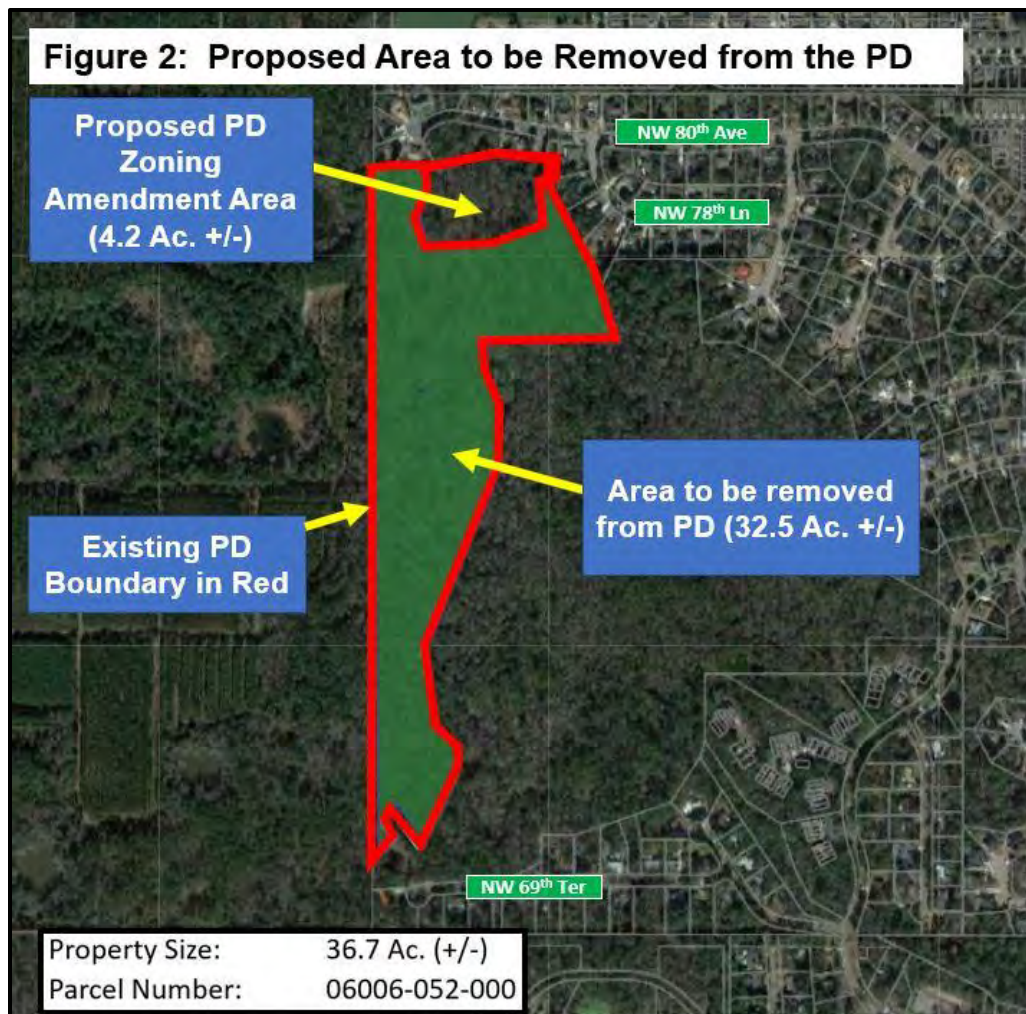 Figure 2:  Proposed Area to be Removed from the PD
Proposed PD
Zoning
Amendment Area
(4.2 Ac. +/-)
NW 80th Ave
NW 78th Ln
Area to be removed
from PD (32.5 Ac. +/-)
Existing PD
Boundary in Red
NW 69th Ter
Property Size: 36.7 Ac. (+/-)
Parcel Number: 06006-052-000